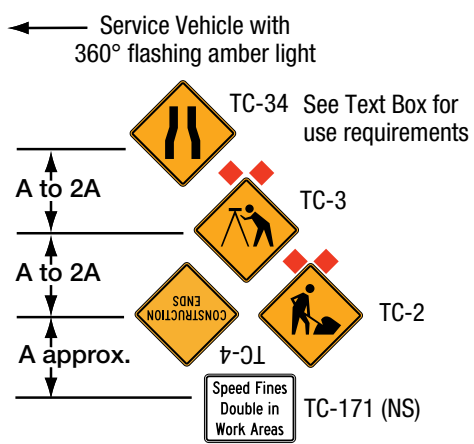 Service Vehicle with
360° flashing amber light
TC-34
See Text Box for
use requirements
A to 2A
TC-3
A to 2A
CONSTRUCTION
ENDS
TC-2
TC-4
A approx.
Speed Fines
Double in
Work Areas
TC-171 (NS)